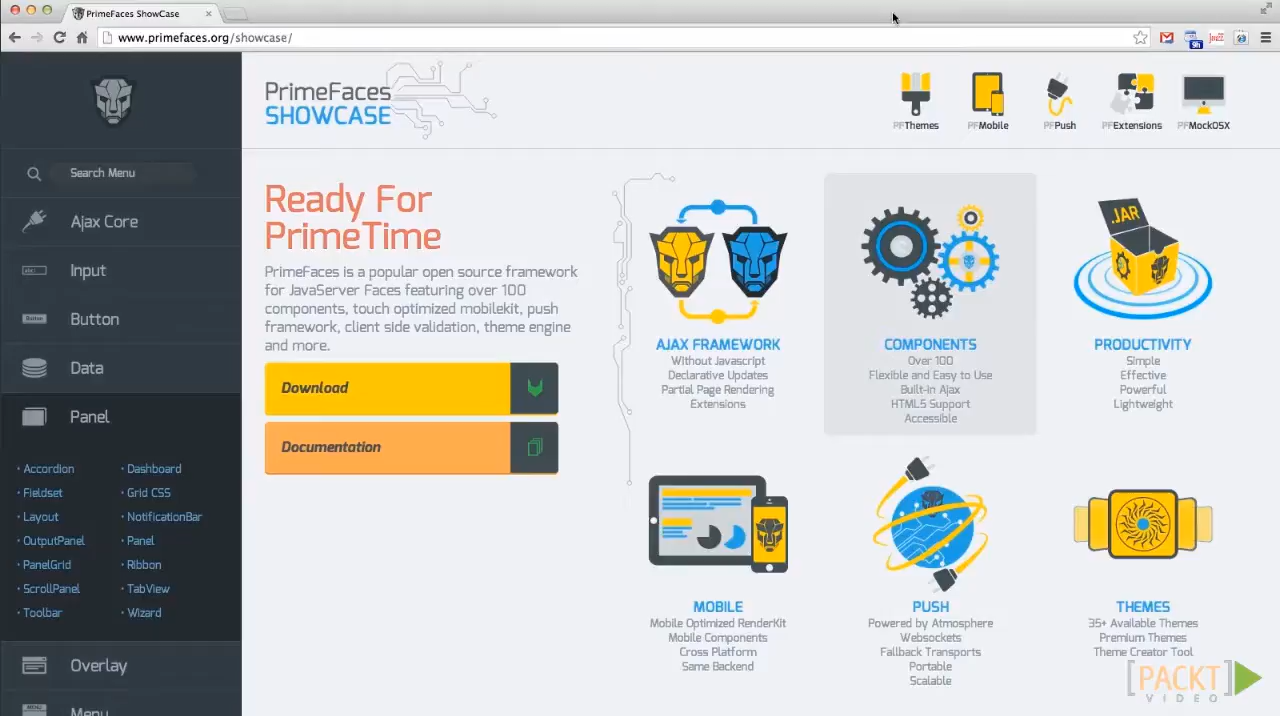 PrimeFaces ShowCase
www.primefaces.org/showcase/
PrimeFaces
SHOWCASE
PFThemes
PFMobile
PFPush
PFExtensions
PFMockOSX
Search Menu
Ajax Core
Input
Button
Data
Panel
Accordion
Dashboard
Fieldset
Grid CSS
Layout
NotificationBar
OutputPanel
Panel
PanelGrid
Ribbon
ScrollPanel
TabView
Toolbar
Wizard
Overlay
Menu
Ready For
PrimeTime
PrimeFaces is a popular open source framework
for JavaServer Faces featuring over 100
components, touch optimized mobilekit, push
framework, client side validation, theme engine
and more.
Download
Documentation
AJAX FRAMEWORK
Without Javascript
Declarative Updates
Partial Page Rendering
Extensions
COMPONENTS
Over 100
Flexible and Easy to Use
Built-in Ajax
HTML5 Support
Accessible
.JAR
PRODUCTIVITY
Simple
Effective
Powerful
Lightweight
MOBILE
Mobile Optimized RenderKit
Mobile Components
Cross Platform
Same Backend
PUSH
Powered by Atmosphere
Websockets
Fallback Transports
Portable
Scalable
THEMES
35+ Available Themes
Premium Themes
Theme Creator Tool
[PACKT]
VIDEO